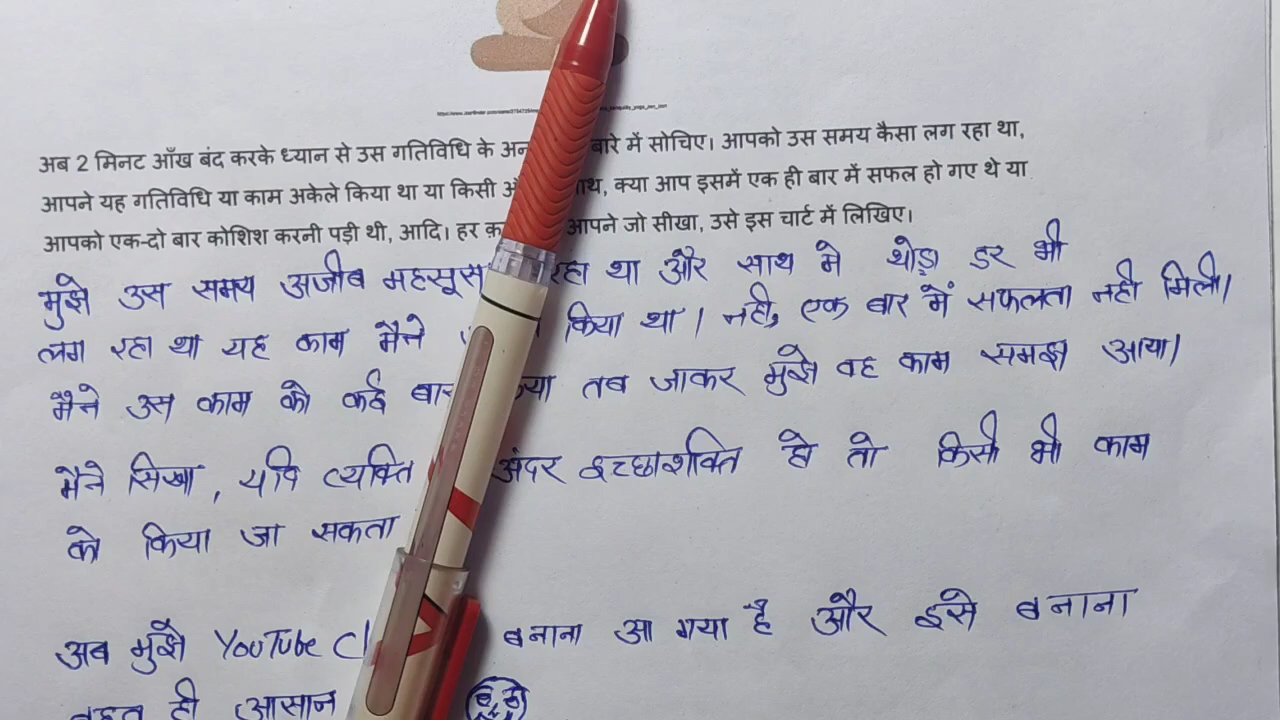 अब 2 मिनट आँख बंद करके ध्यान से उस गतिविधि के बारे में सोचिए। आपको उस समय कैसा लग रहा था,
आपने यह गतिविधि या काम अकेले किया था या किसी क्या आप इसमें एक ही बार में सफल हो गए थे या
आपको एक-दो बार कोशिश करनी पड़ी थी, आदि। हर आपने जो सीखा, उसे इस चार्ट में लिखिए।
मुझे उस समय अजीब महसूस रहा था और साथ मे थोड़ा डर भी
लग रहा था यह काम मैने किया था। नही, एक बार में सफलता नही मिली।
मैने उस काम को कई बार तब जाकर मुझे वह काम समझ आया।
मैने सिखा, यदि व्यक्ति अंदर इच्छाशक्ति हो तो किसी भी काम
को किया जा सकता
अब मुझे YouTube बनाना आ गया है और इसे बनाना
बहुत ही आसान